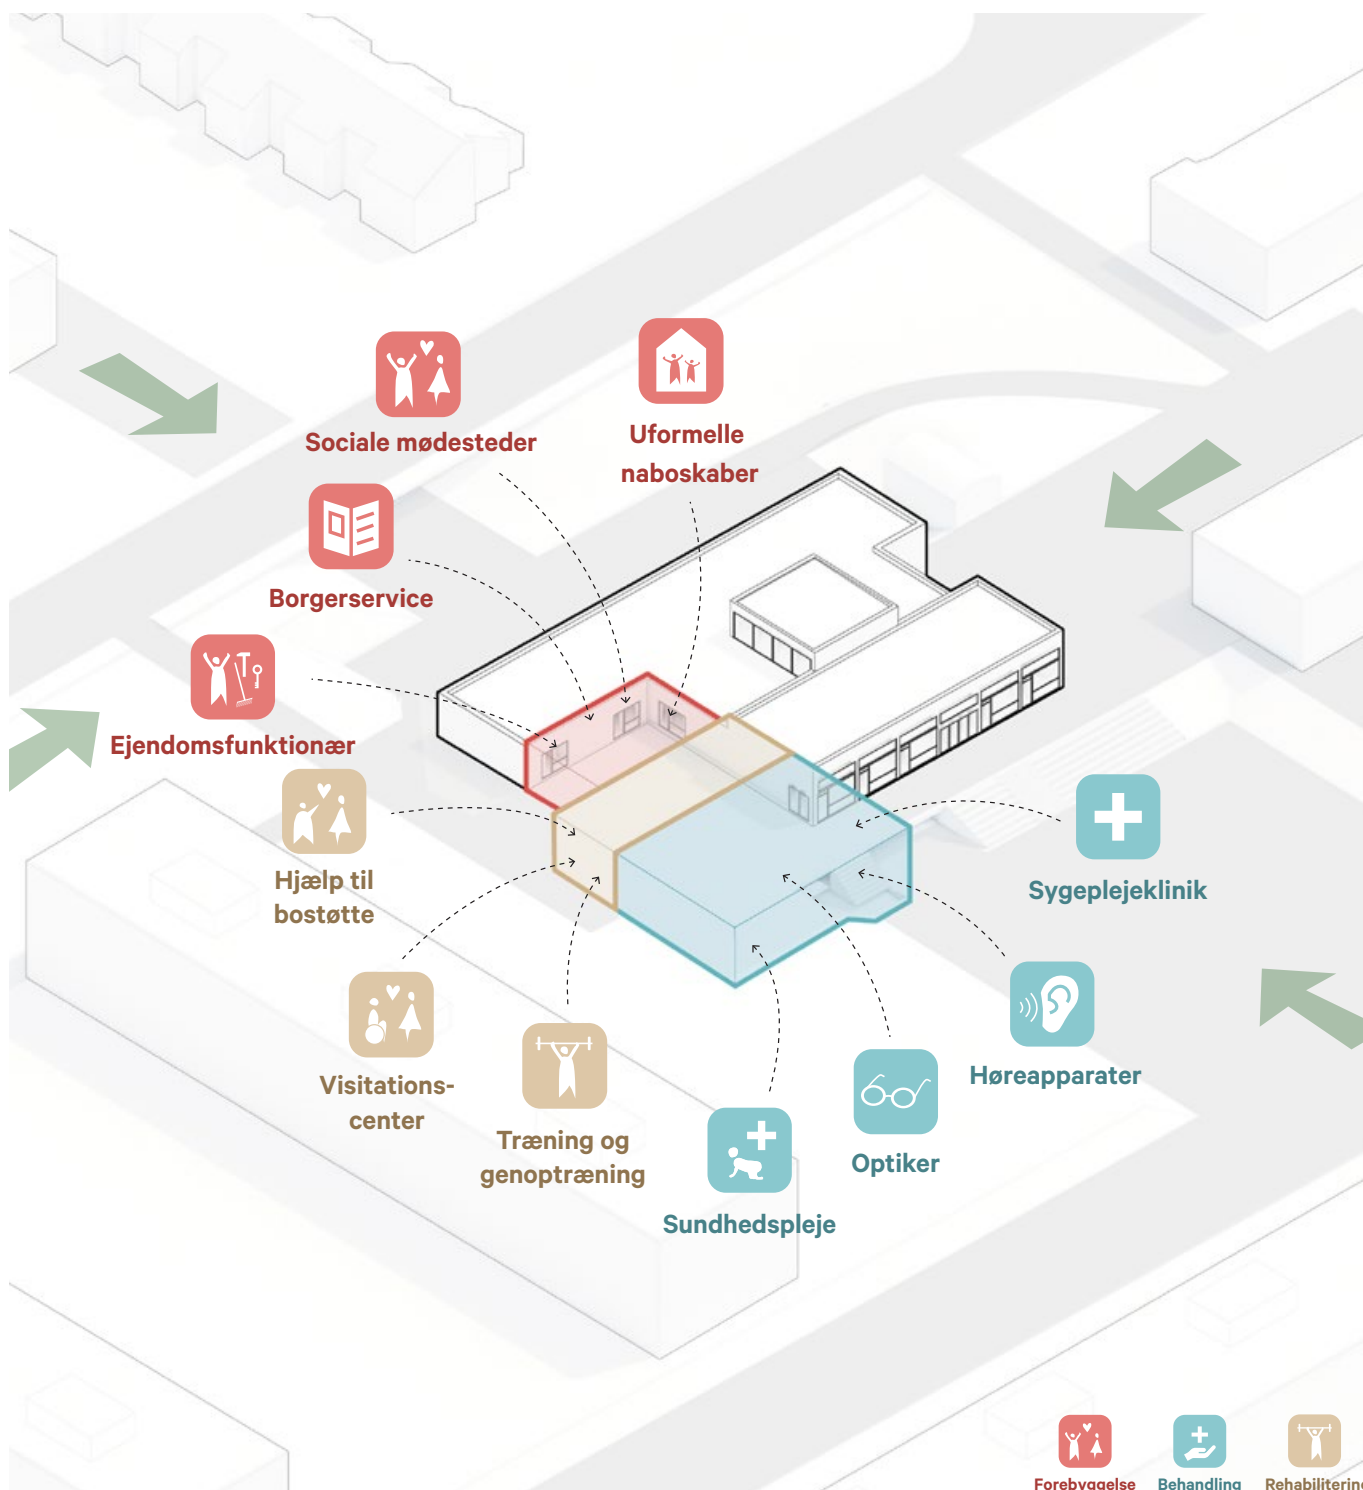 Sociale mødesteder
Uformelle
naboskaber
Borgerservice
Ejendomsfunktionær
Hjælp til
bostøtte
Sygeplejeklinik
Visitations-
center
Træning og
genoptræning
Høreapparater
Optiker
Sundhedspleje
Forebyggelse
Behandling
Rehabilitering